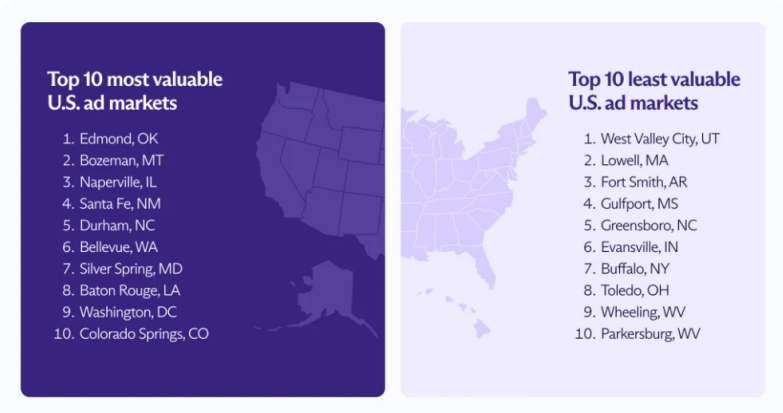 Top 10 most valuable
U.S. ad markets
1. Edmond, OK
2. Bozeman, MT
3. Naperville, IL
4. Santa Fe, NM
5. Durham, NC
6. Bellevue, WA
7. Silver Spring, MD
8. Baton Rouge, LA
9. Washington, DC
10. Colorado Springs, CO
Top 10 least valuable
U.S. ad markets
1. West Valley City, UT
2. Lowell, MA
3. Fort Smith, AR
4. Gulfport, MS
5. Greensboro, NC
6. Evansville, IN
7. Buffalo, NY
8. Toledo, OH
9. Wheeling, WV
10. Parkersburg, WV